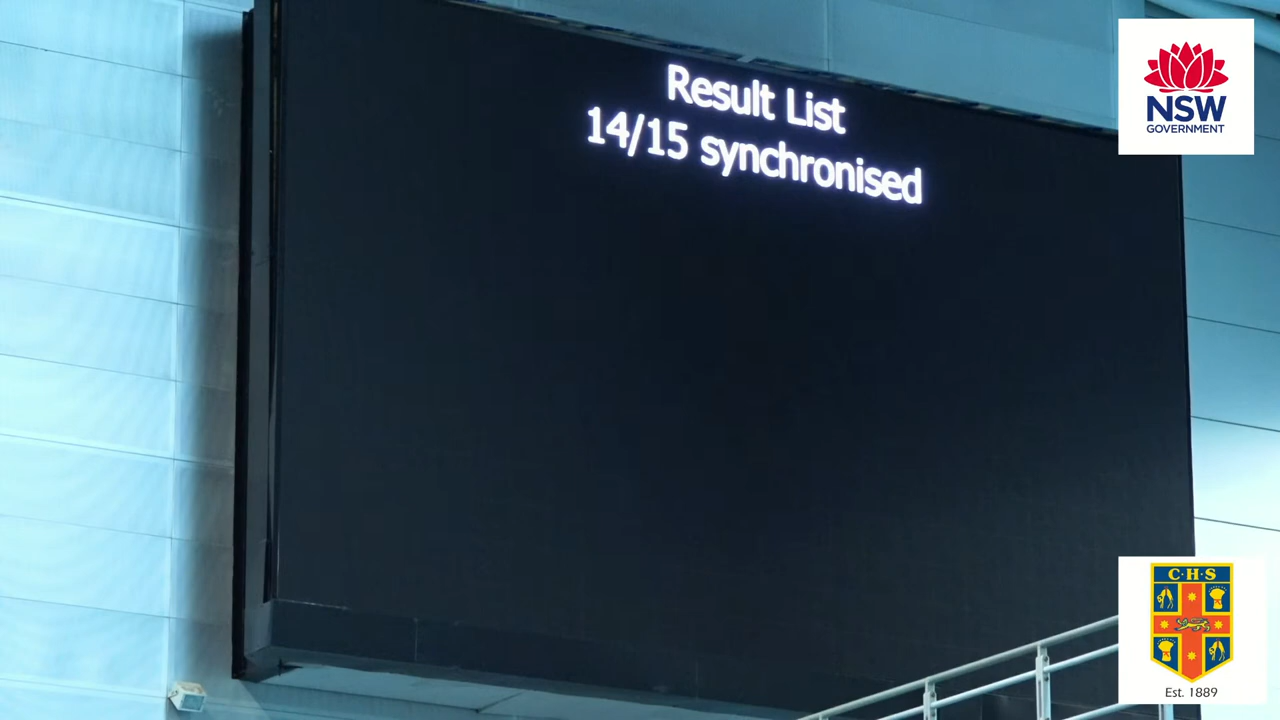 Result List
14/15 synchronised
NSW
GOVERNMENT
C·H·S
Est. 1889